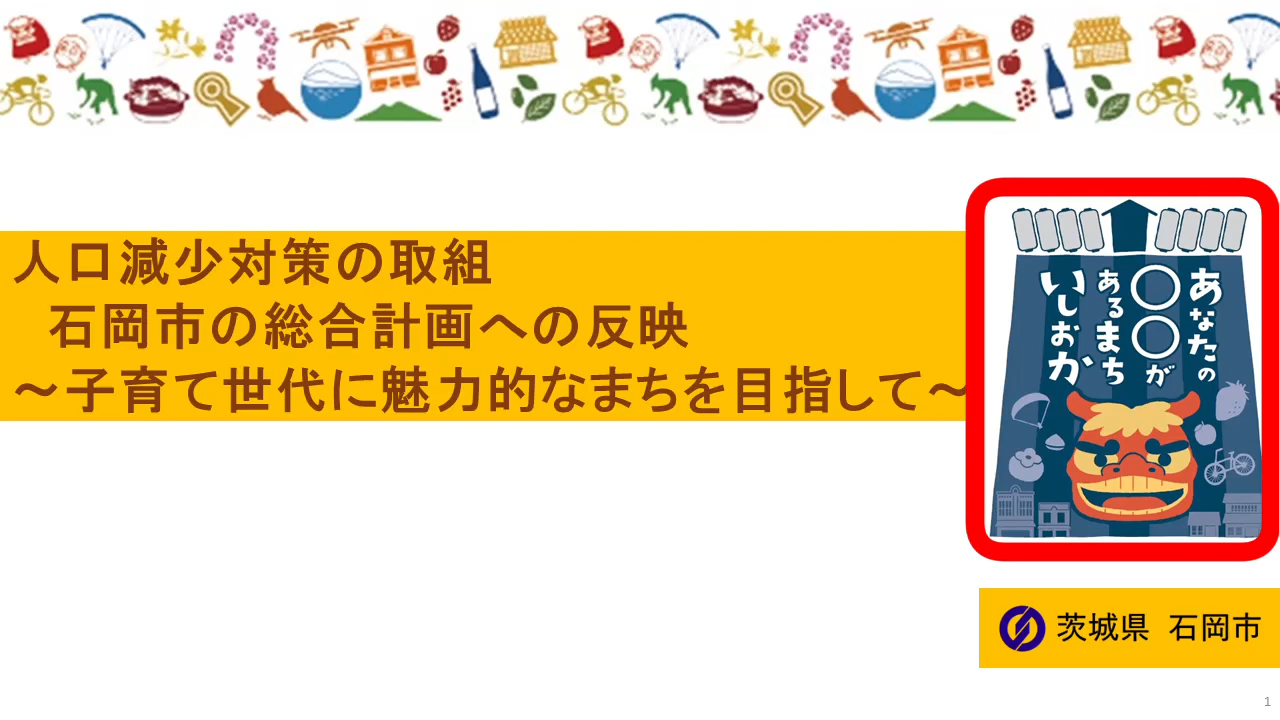 人口減少対策の取組
石岡市の総合計画への反映
～子育て世代に魅力的なまちを目指して～
あなたの
〇〇が
あるまち
いしおか
茨城県 石岡市
1